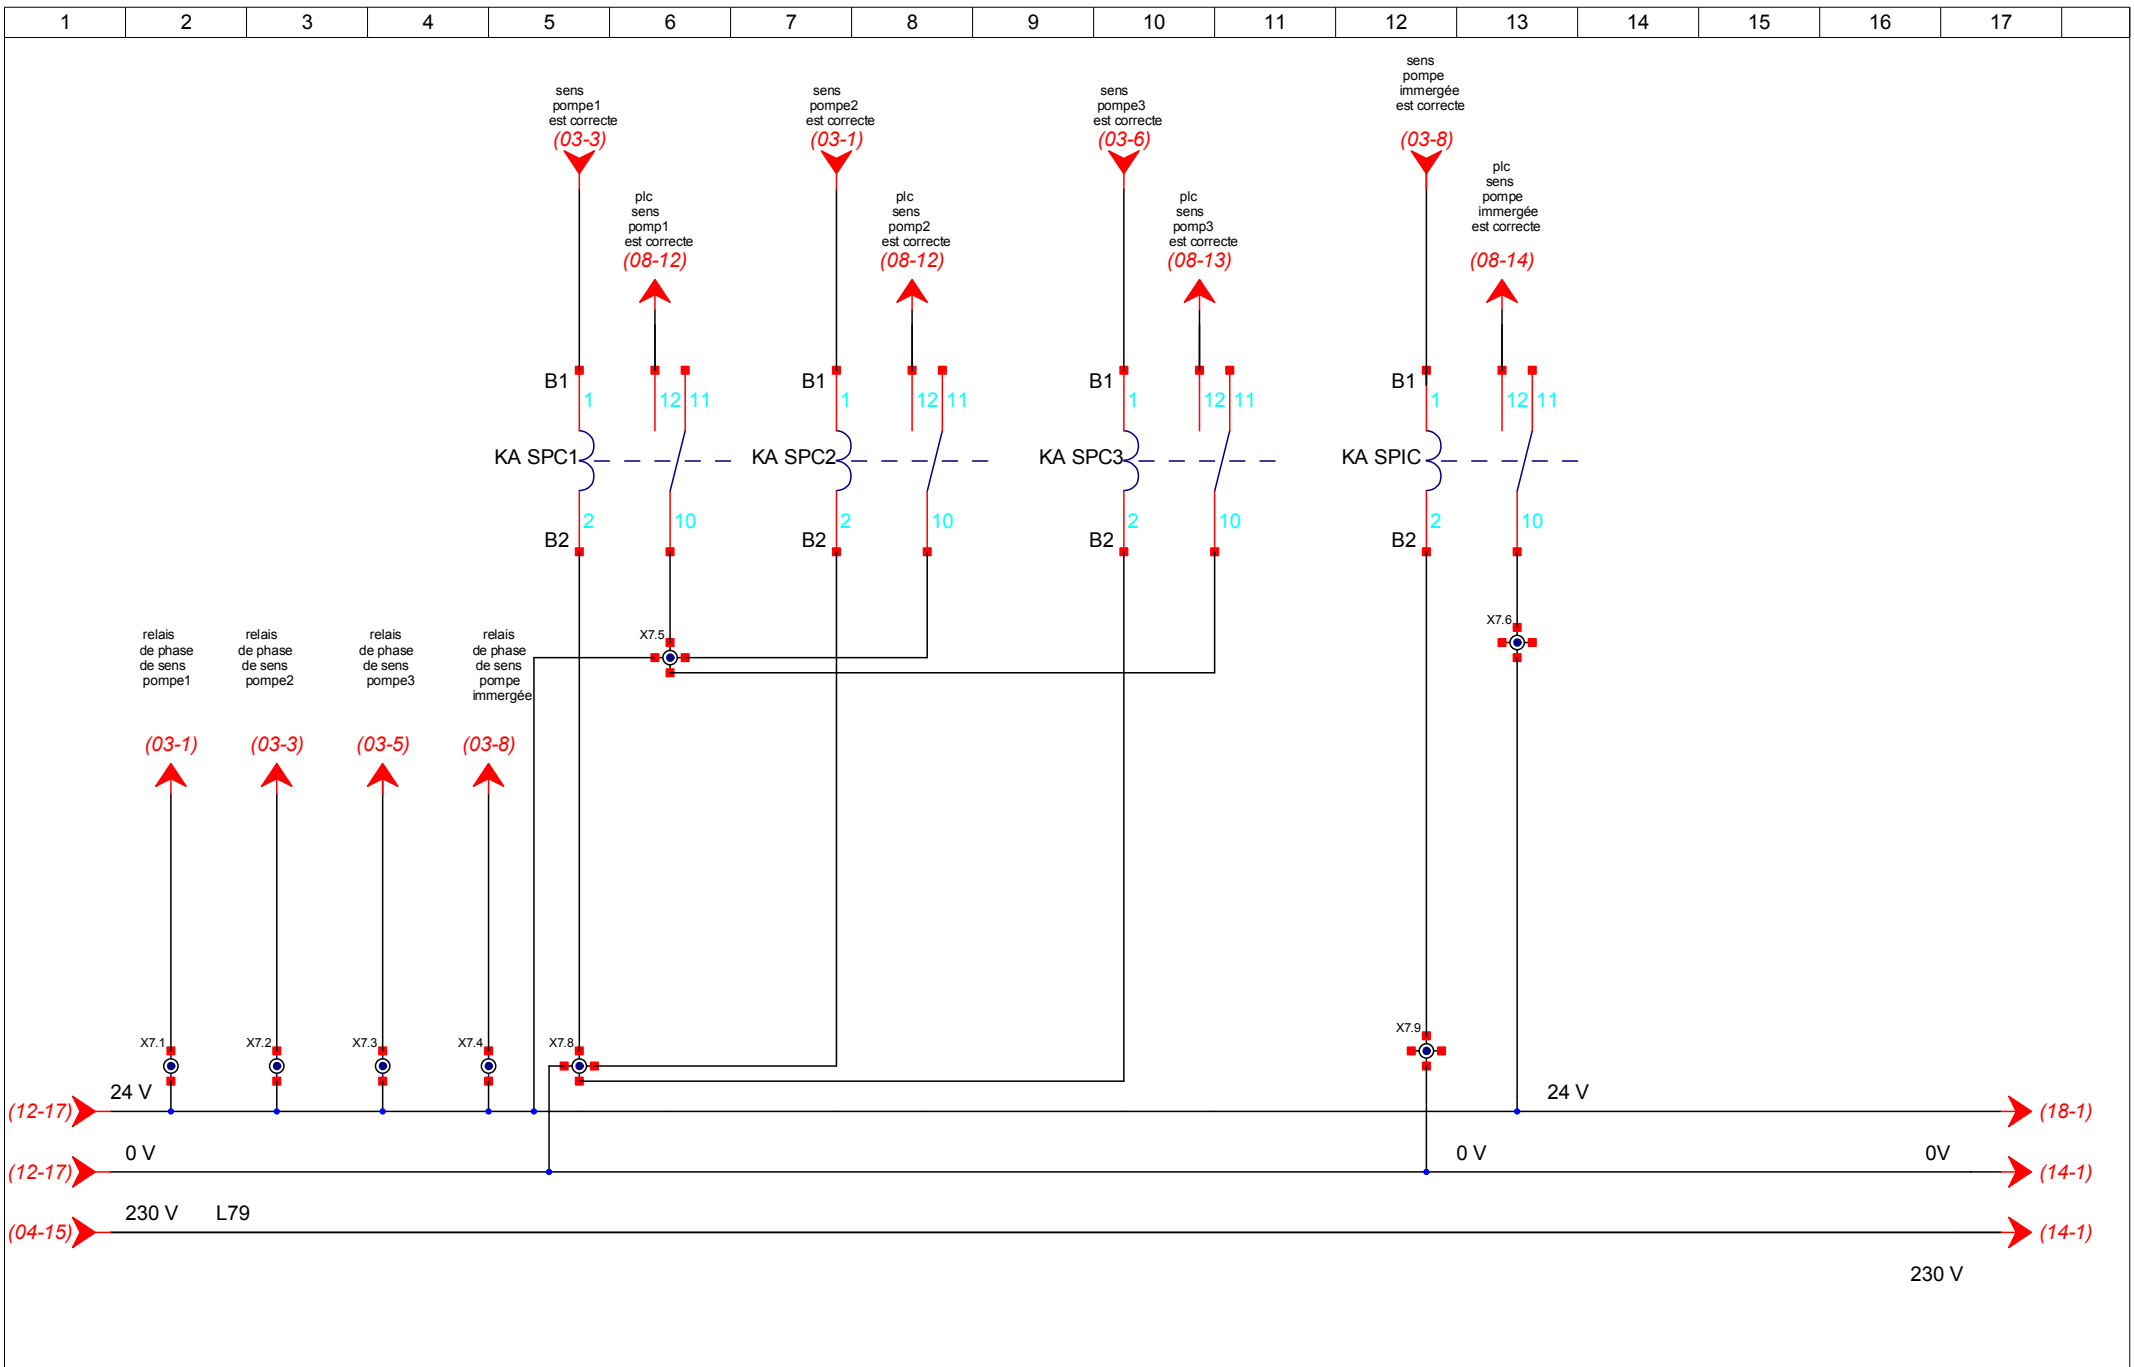 1 2 3 4 5 6 7 8 9 10 11 12 13 14 15 16 17
sens
pompe1
est correcte
(03-3)
sens
pompe2
est correcte
(03-1)
sens
pompe3
est correcte
(03-6)
sens
pompe
immergée
est correcte
(03-8)
plc
sens
pomp1
est correcte
(08-12)
plc
sens
pomp2
est correcte
(08-12)
plc
sens
pomp3
est correcte
(08-13)
plc
sens
pompe
immergée
est correcte
(08-14)
B1
1
12
11
KA SPC1
2
10
B2
B1
1
12
11
KA SPC2
2
10
B2
B1
1
12
11
KA SPC3
2
10
B2
B1
1
12
11
KA SPIC
2
10
B2
X7.5
X7.6
relais
de phase
de sens
pompe1
(03-1)
relais
de phase
de sens
pompe2
(03-3)
relais
de phase
de sens
pompe3
(03-5)
relais
de phase
de sens
pompe
immergée
(03-8)
X7.1
X7.2
X7.3
X7.4
X7.8
X7.9
(12-17)
24 V
24 V
(18-1)
(12-17)
0 V
0 V
0V
(14-1)
(04-15)
230 V
L79
(14-1)
230 V